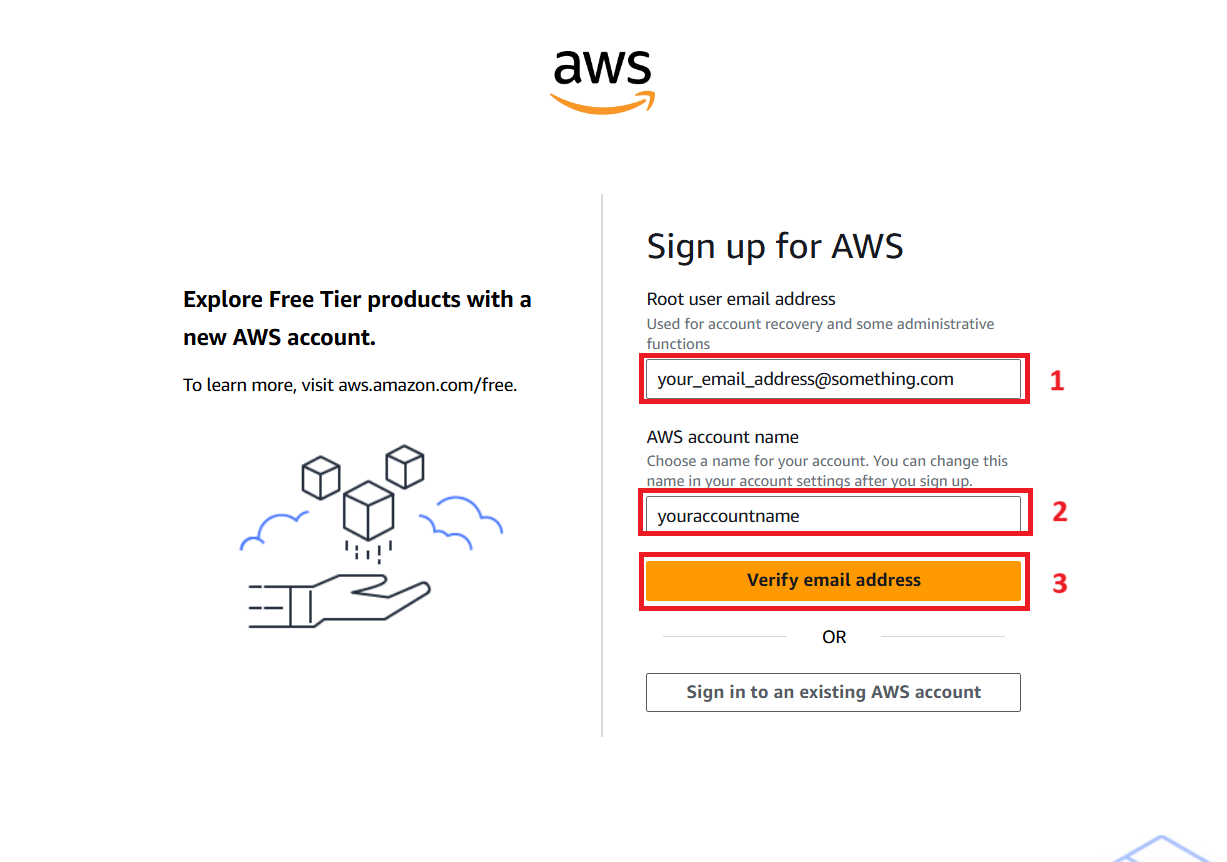 aws
Explore Free Tier products with a
new AWS account.
To learn more, visit aws.amazon.com/free.
Sign up for AWS
Root user email address
Used for account recovery and some administrative
functions
your_email_address@something.com
1
AWS account name
Choose a name for your account. You can change this
name in your account settings after you sign up.
youraccountname
2
Verify email address
3
OR
Sign in to an existing AWS account